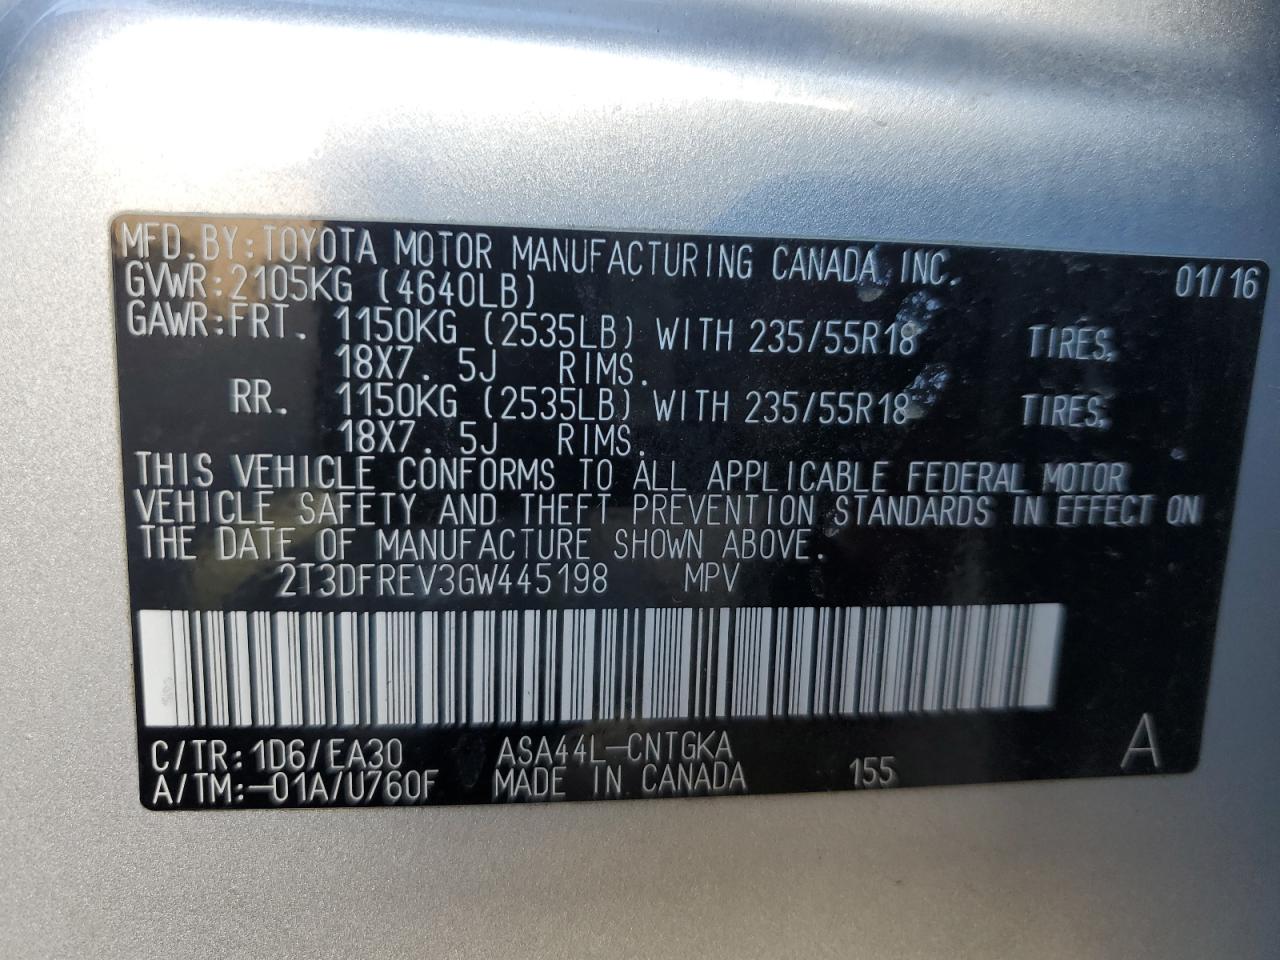 MFD. BY: TOYOTA MOTOR MANUFACTURING CANADA INC. 01/16
GVWR: 2105KG (4640LB)
GAWR: FRT. 1150KG (2535LB) WITH 235/55R18 TIRES,
18X7. 5J RIMS.
RR. 1150KG (2535LB) WITH 235/55R18 TIRES,
18X7. 5J RIMS.
THIS VEHICLE CONFORMS TO ALL APPLICABLE FEDERAL MOTOR
VEHICLE SAFETY AND THEFT PREVENTION STANDARDS IN EFFECT ON
THE DATE OF MANUFACTURE SHOWN ABOVE.
2T3DFREV3GW445198 MPV
C/TR: 1D6/EA30 ASA44L-CNTGKA A
A/TM:-01A/U760F MADE IN CANADA 155